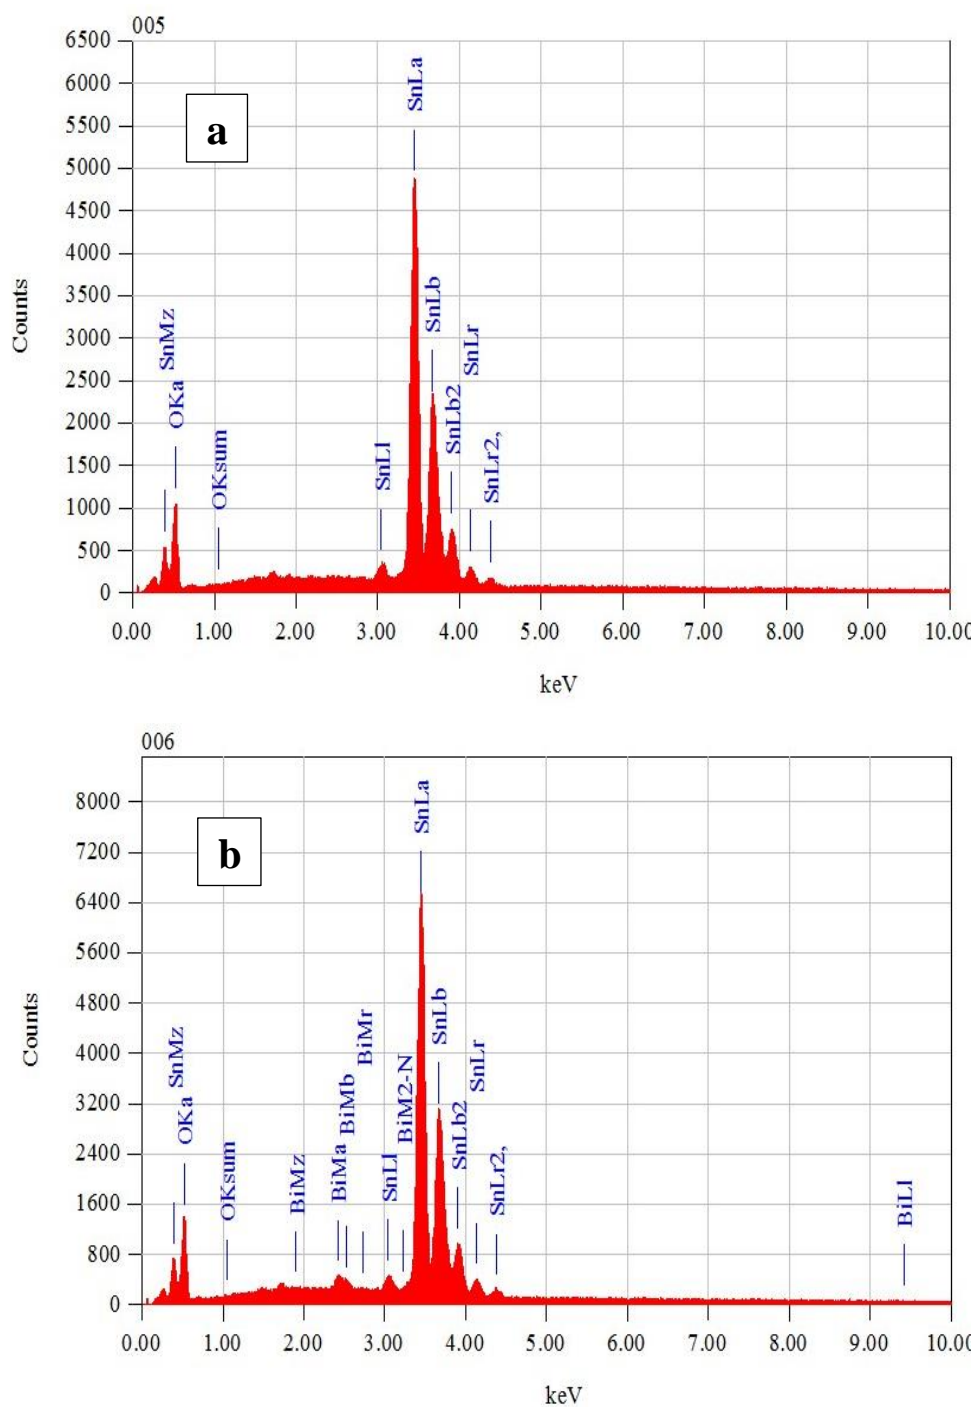 005
6500
6000
5500
5000
4500
4000
3500
3000
2500
2000
1500
1000
500
0
Counts
a
SnMz
OKa
OKsum
SnLl
SnLa
SnLb
SnLb2
SnLr
SnLr2,
0.00 1.00 2.00 3.00 4.00 5.00 6.00 7.00 8.00 9.00 10.00
keV
006
8000
7200
6400
5600
4800
4000
3200
2400
1600
800
0
Counts
b
SnMz
OKa
OKsum
BiMz
BiMa
BiMb
BiMr
SnLl
BiM2-N
SnLa
SnLb
SnLb2
SnLr
SnLr2,
BiLl
0.00 1.00 2.00 3.00 4.00 5.00 6.00 7.00 8.00 9.00 10.00
keV